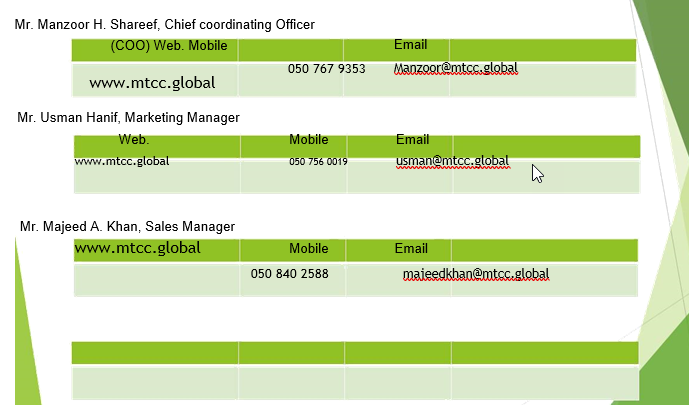 Mr. Manzoor H. Shareef, Chief coordinating Officer
(COO) Web. Mobile Email
www.mtcc.global 050 767 9353 Manzoor@mtcc.global
Mr. Usman Hanif, Marketing Manager
Web. Mobile Email
www.mtcc.global 050 756 0019 usman@mtcc.global
Mr. Majeed A. Khan, Sales Manager
www.mtcc.global Mobile Email
050 840 2588 majeedkhan@mtcc.global